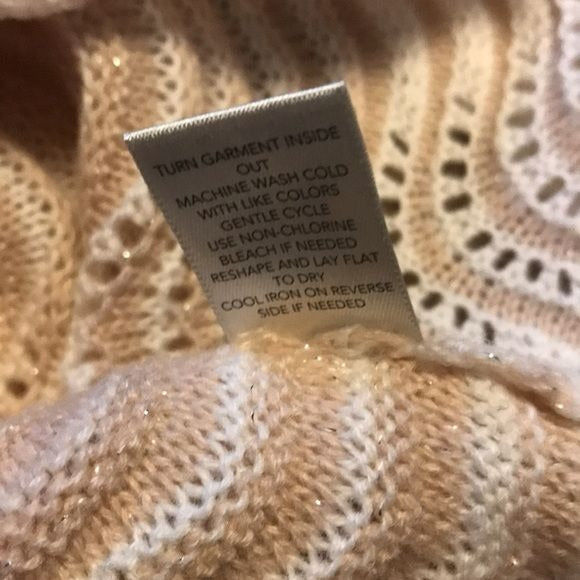 TURN GARMENT INSIDE
OUT
MACHINE WASH COLD
WITH LIKE COLORS
GENTLE CYCLE
USE NON-CHLORINE
BLEACH IF NEEDED
RESHAPE AND LAY FLAT
TO DRY
COOL IRON ON REVERSE
SIDE IF NEEDED